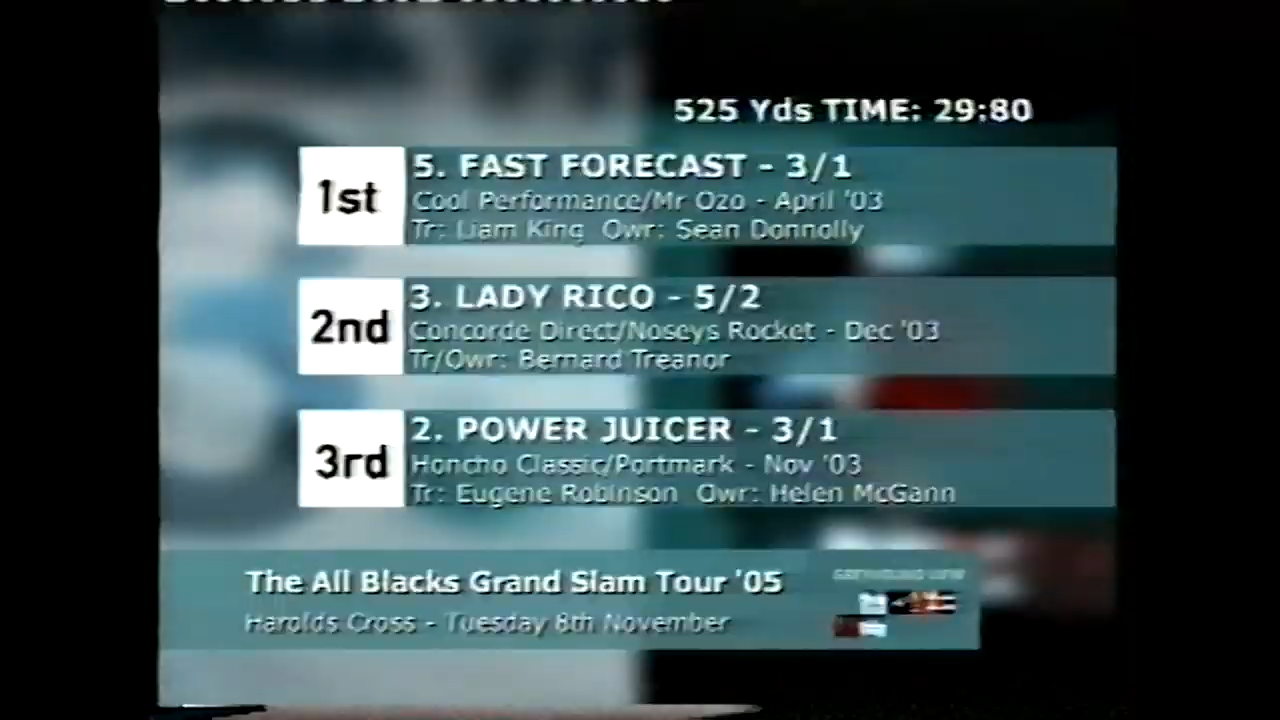 525 Yds TIME: 29:80
1st
5. FAST FORECAST - 3/1
Cool Performance/Mr Ozo - April '03
Tr: Liam King Owr: Sean Donnolly
2nd
3. LADY RICO - 5/2
Concorde Direct/Noseys Rocket - Dec '03
Tr/Owr: Bernard Treanor
3rd
2. POWER JUICER - 3/1
Honcho Classic/Portmark - Nov '03
Tr: Eugene Robinson Owr: Helen McGann
The All Blacks Grand Slam Tour '05
Harolds Cross - Tuesday 8th November